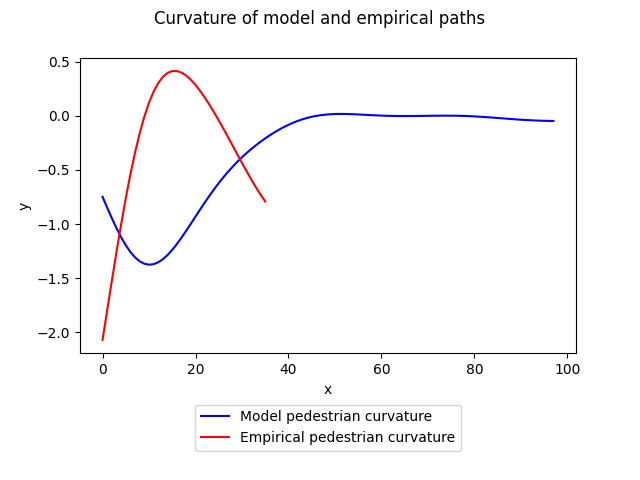 Curvature of model and empirical paths
0.5
0.0
−0.5
−1.0
−1.5
−2.0
y
0 20 40 60 80 100
x
Model pedestrian curvature
Empirical pedestrian curvature